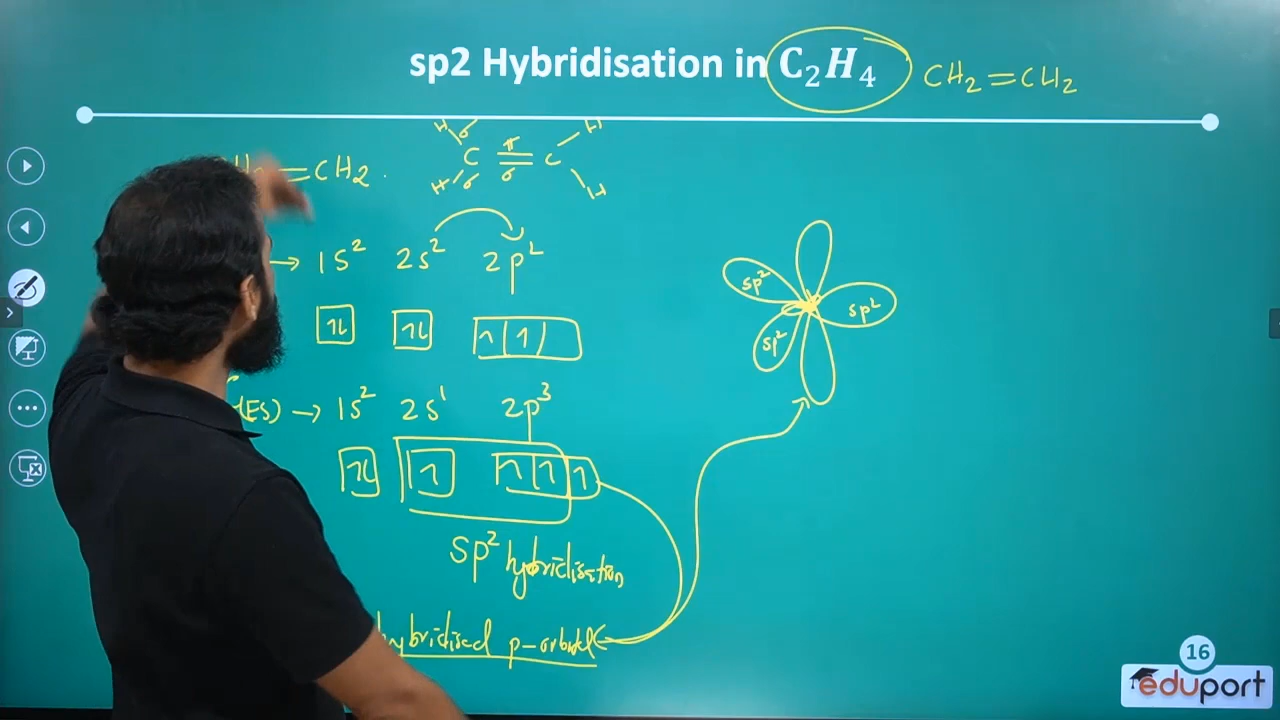 sp2 Hybridisation in C₂H₄ CH₂=CH₂
H σ H
C π = σ C
H σ H
=CH₂.
→ 1s² 2s² 2p²
(ES) → 1s² 2s¹ 2p³
sp² hybridisation
hybridised p-orbital
sp²
sp²
sp²
16
eduport